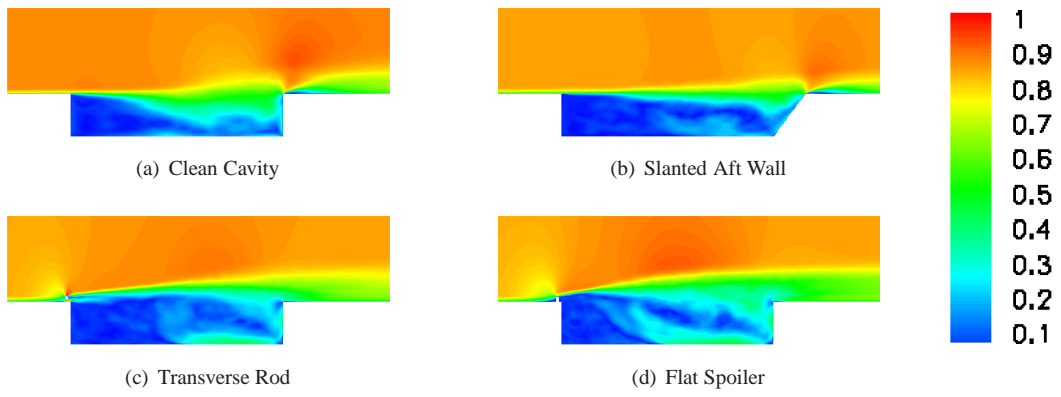 (a) Clean Cavity
(b) Slanted Aft Wall
(c) Transverse Rod
(d) Flat Spoiler
1
0.9
0.8
0.7
0.6
0.5
0.4
0.3
0.2
0.1